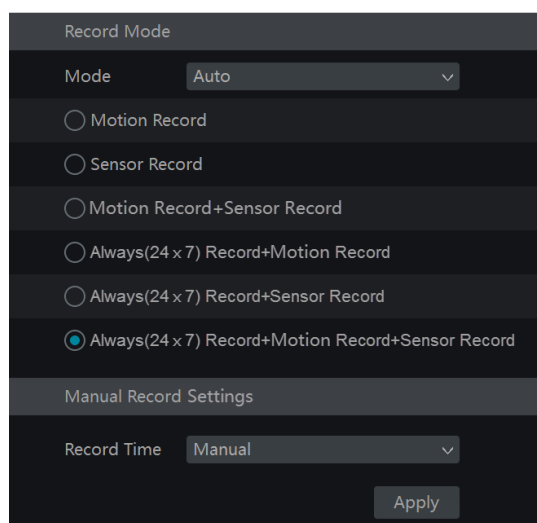 Record Mode
Mode Auto
Motion Record
Sensor Record
Motion Record+Sensor Record
Always(24 x 7) Record+Motion Record
Always(24 x 7) Record+Sensor Record
Always(24 x 7) Record+Motion Record+Sensor Record
Manual Record Settings
Record Time Manual
Apply